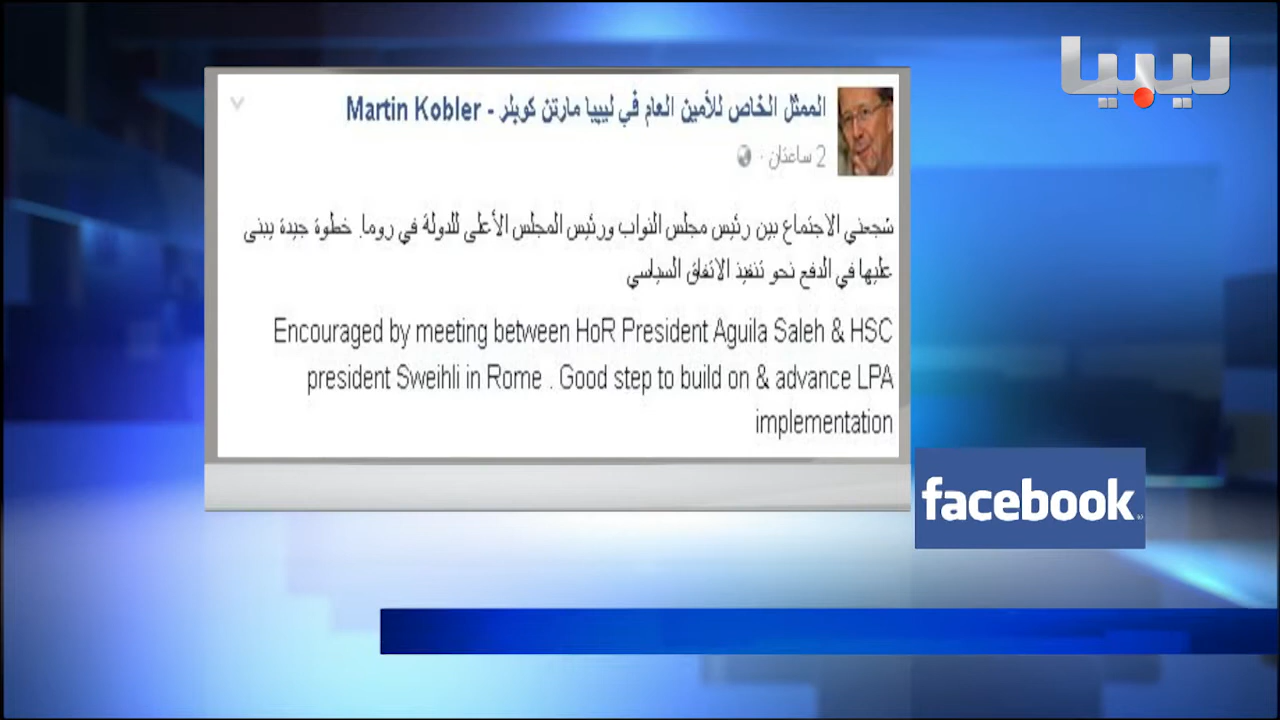 ليبيا
الممثل الخاص للأمين العام في ليبيا مارتن كوبلر - Martin Kobler
2 ساعتان ·
شجعني الاجتماع بين رئيس مجلس النواب ورئيس المجلس الأعلى للدولة في روما. خطوة جيدة يبنى
عليها في الدفع نحو تنفيذ الاتفاق السياسي
Encouraged by meeting between HoR President Aguila Saleh & HSC
president Sweihli in Rome . Good step to build on & advance LPA
implementation
facebook